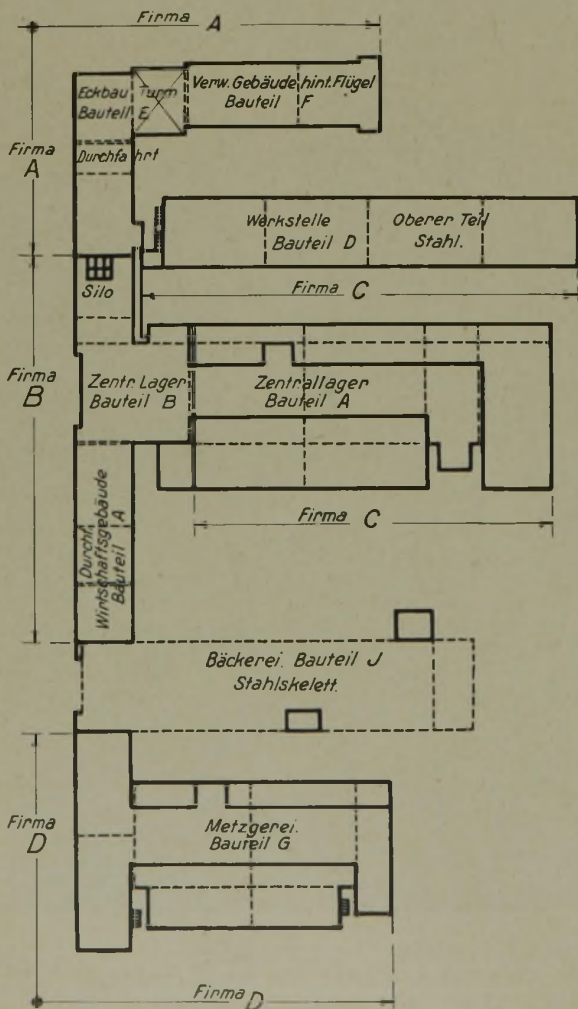 Firma A
Eckbau Turm
Bauteil E
Verw. Gebäude hint. Flügel
Bauteil F
Firma
A
Durchfahrt
Werkstelle
Bauteil D
Oberer Teil
Stahl.
Silo
Firma C
Firma
B
Zentr. Lager
Bauteil B
Zentrallager
Bauteil A
Firma C
Durchf.
Wirtschaftsgebäude
Bauteil A
Bäckerei. Bauteil J
Stahlskelett.
Firma
D
Metzgerei.
Bauteil G
Firma D